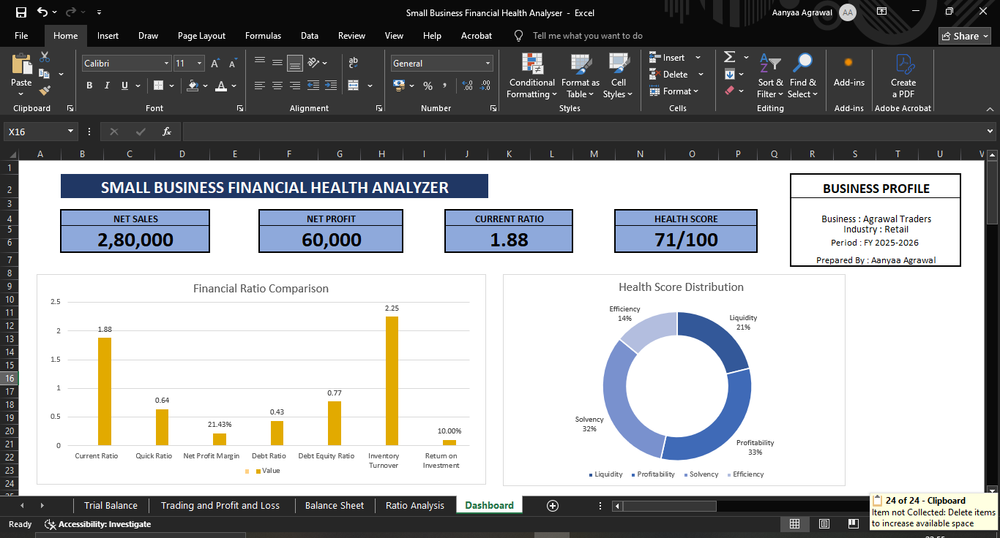 Small Business Financial Health Analyser - Excel
Aanyaa Agrawal
AA
File Home Insert Draw Page Layout Formulas Data Review View Help Acrobat Tell me what you want to do
Share
Paste
Clipboard
Calibri 11
B I U
Font
ab
Alignment
General
%
Number
Conditional Formatting
Format as Table
Cell Styles
Styles
Insert
Delete
Format
Cells
Sort & Filter
Find & Select
Editing
Add-ins
Add-ins
Create a PDF
Adobe Acrobat
X16
fx
A B C D E F G H I J K L M N O P Q R S T U V
1
2
3
4
5
6
7
8
9
10
11
12
13
14
15
16
17
18
19
20
21
22
23
24
SMALL BUSINESS FINANCIAL HEALTH ANALYZER
NET SALES
2,80,000
NET PROFIT
60,000
CURRENT RATIO
1.88
HEALTH SCORE
71/100
BUSINESS PROFILE
Business : Agrawal Traders
Industry : Retail
Period : FY 2025-2026
Prepared By : Aanyaa Agrawal
Financial Ratio Comparison
2.5
2
1.5
1
0.5
0
1.88
0.64
21.43%
0.43
0.77
2.25
10.00%
Current Ratio
Quick Ratio
Net Profit Margin
Debt Ratio
Debt Equity Ratio
Inventory
Turnover
Return on
Investment
Value
Health Score Distribution
Efficiency
14%
Liquidity
21%
Solvency
32%
Profitability
33%
Liquidity Profitability Solvency Efficiency
Trial Balance Trading and Profit and Loss Balance Sheet Ratio Analysis Dashboard
24 of 24 - Clipboard
Item not Collected: Delete items
to increase available space
Ready
Accessibility: Investigate